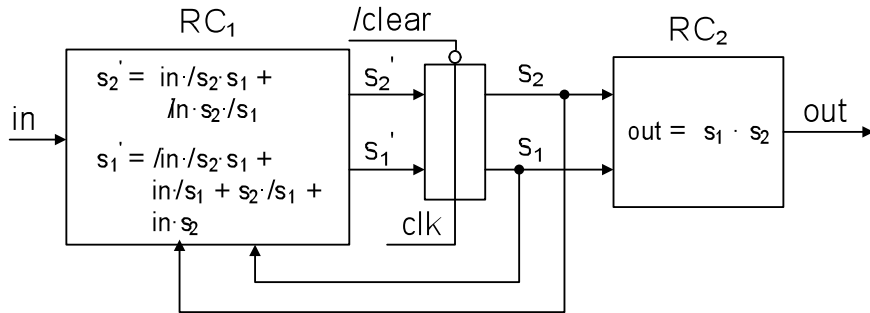 RC₁
/clear
RC₂
s₂' = in·/s₂·s₁ +
/in·s₂·/s₁
s₁' = /in·/s₂·s₁ +
in·/s₁ + s₂·/s₁ +
in·s₂
in
s₂'
s₁'
clk
s₂
s₁
out = s₁ · s₂
out